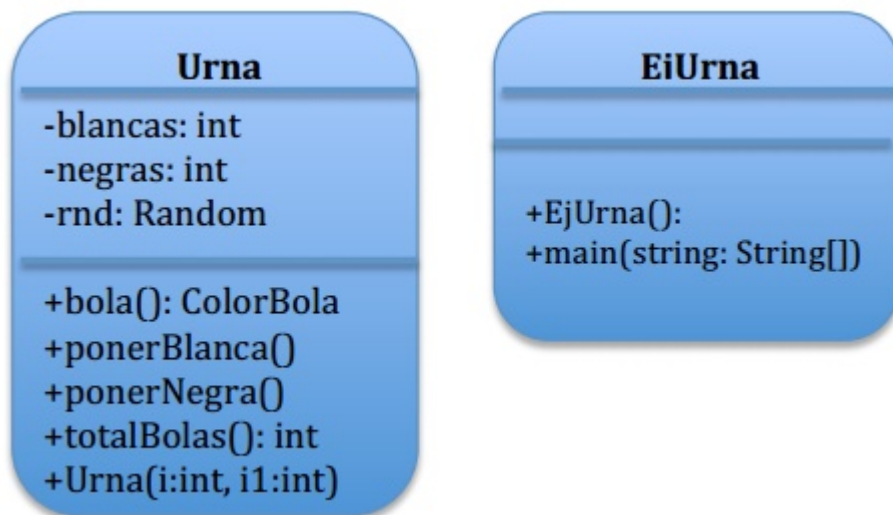 Urna
-blancas: int
-negras: int
-rnd: Random
+bola(): ColorBola
+ponerBlanca()
+ponerNegra()
+totalBolas(): int
+Urna(i:int, i1:int)
EjUrna
+EjUrna():
+main(string: String[])